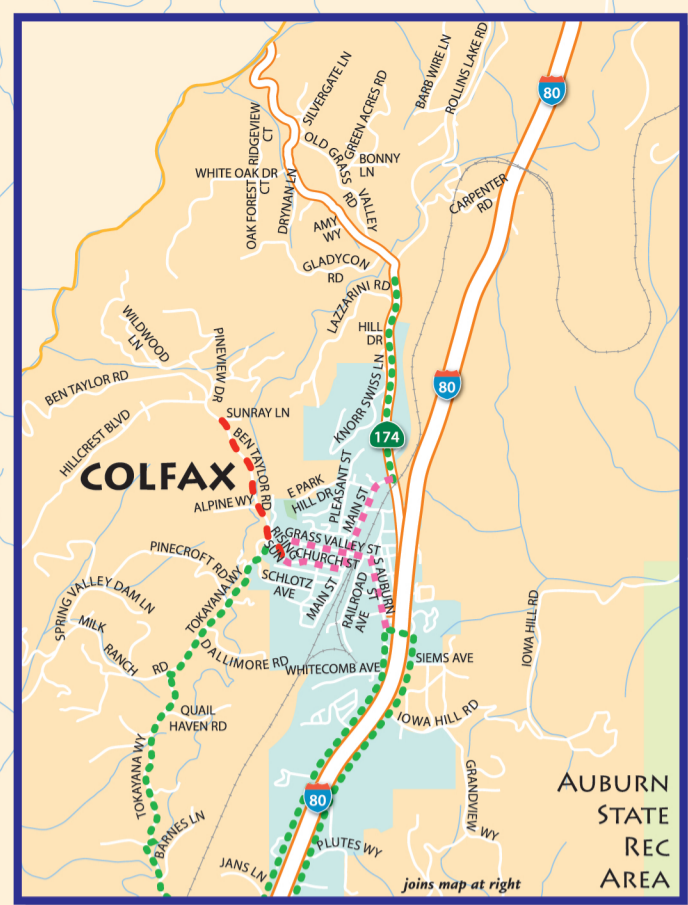 SILVERGATE LN
BARB WIRE LN
ROLLINS LAKE RD
80
GREEN ACRES RD
RIDGEVIEW
CT
OLD GRASS
VALLEY
RD
BONNY
LN
WHITE OAK DR
OAK FOREST
CT
DRYNAN LN
CARPENTER
RD
AMY
WY
GLADYCON
RD
LAZZARINI RD
WILDWOOD
LN
PINEVIEW DR
HILL
DR
KNORR SWISS LN
80
BEN TAYLOR RD
HILLCREST BLVD
SUNRAY LN
BEN TAYLOR RD
174
COLFAX
PLEASANT ST
E PARK
HILL DR
MAIN ST
ALPINE WY
RISING
SUN
GRASS VALLEY ST
CHURCH ST
PINECROFT RD
SCHLOTZ
AVE
MAIN ST
RAILROAD
AVE
S AUBURN
ST
TOKAYANA WY
SPRING VALLEY DAM LN
MILK
RANCH
RD
DALLIMORE RD
WHITECOMB AVE
SIEMS AVE
IOWA HILL RD
QUAIL
HAVEN RD
IOWA HILL RD
TOKAYANA WY
GRANDVIEW WY
80
BARNES LN
PLUTES WY
JANS LN
AUBURN
STATE
REC
AREA
joins map at right